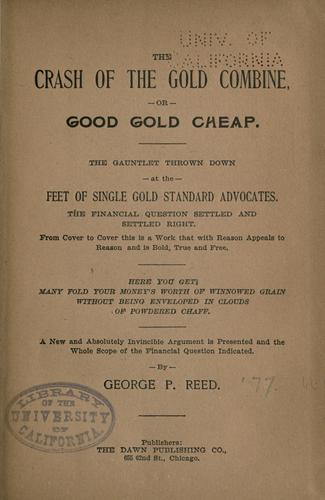 UNIV. OF
CALIFORNIA
THE
CRASH OF THE GOLD COMBINE,
—OR—
GOOD GOLD CHEAP.
THE GAUNTLET THROWN DOWN
—at the—
FEET OF SINGLE GOLD STANDARD ADVOCATES.
THE FINANCIAL QUESTION SETTLED AND
SETTLED RIGHT.
From Cover to Cover this is a Work that with Reason Appeals to
Reason and is Bold, True and Free,
HERE YOU GET;
MANY FOLD YOUR MONEY'S WORTH OF WINNOWED GRAIN
WITHOUT BEING ENVELOPED IN CLOUDS
OF POWDERED CHAFF.
A New and Absolutely Invincible Argument is Presented and the
Whole Scope of the Financial Question Indicated.
—By—
GEORGE P. REED.
'77.
LIBRARY
OF THE
UNIVERSITY
OF
CALIFORNIA.
Publishers:
THE DAWN PUBLISHING CO.,
655 62nd St., Chicago.